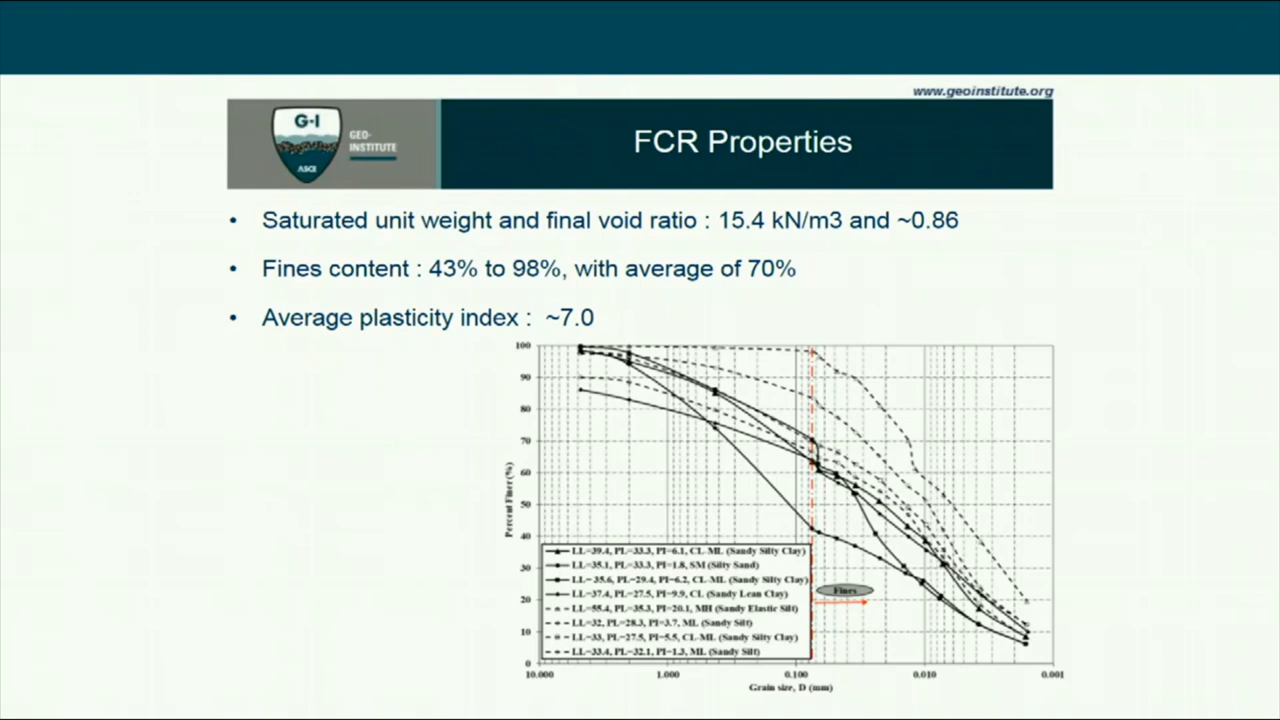 www.geoinstitute.org
G-I
GEO-
INSTITUTE
ASCE
FCR Properties
• Saturated unit weight and final void ratio : 15.4 kN/m3 and ~0.86
• Fines content : 43% to 98%, with average of 70%
• Average plasticity index : ~7.0
100
90
80
70
60
50
40
30
20
10
0
Percent Finer (%)
LL=39.4, PL=33.3, PI=6.1, CL-ML (Sandy Silty Clay)
LL=35.1, PL=33.3, PI=1.8, SM (Silty Sand)
LL= 35.6, PL=29.4, PI=6.2, CL-ML (Sandy Silty Clay)
LL=37.4, PL=27.5, PI=9.9, CL (Sandy Lean Clay)
LL=55.4, PL=35.3, PI=20.1, MH (Sandy Elastic Silt)
LL=32, PL=28.3, PI=3.7, ML (Sandy Silt)
LL=33, PL=27.5, PI=5.5, CL-ML (Sandy Silty Clay)
LL=33.4, PL=32.1, PI=1.3, ML (Sandy Silt)
Fines
10.000
1.000
0.100
0.010
0.001
Grain size, D (mm)